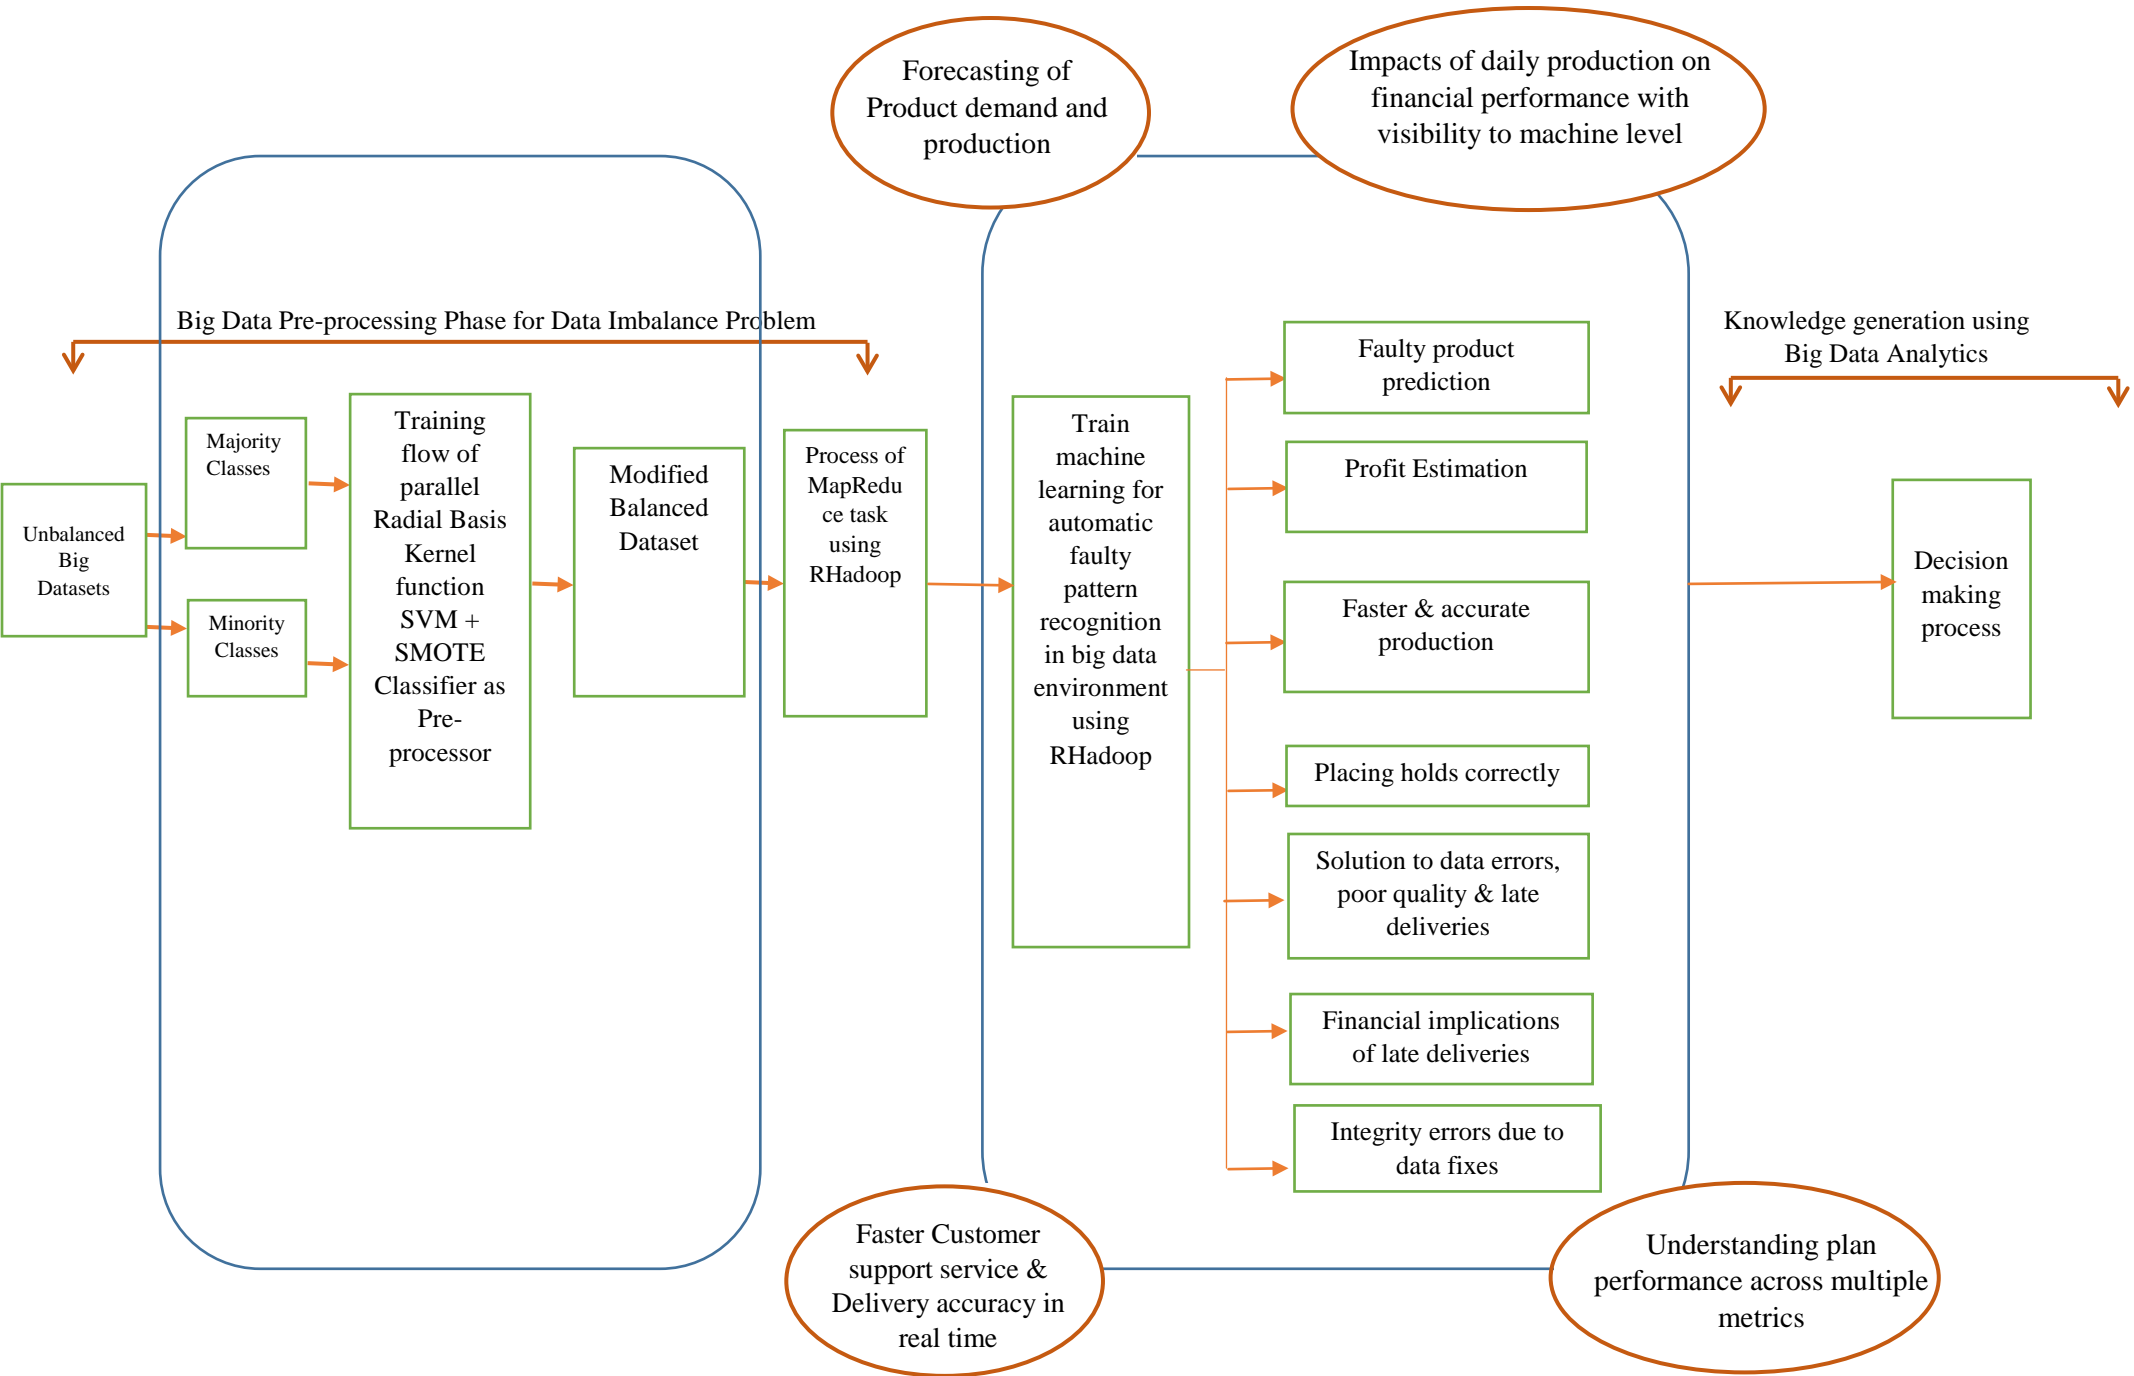 Forecasting of
Product demand and
production
Impacts of daily production on
financial performance with
visibility to machine level
Big Data Pre-processing Phase for Data Imbalance Problem
Knowledge generation using
Big Data Analytics
Unbalanced
Big
Datasets
Majority
Classes
Minority
Classes
Training
flow of
parallel
Radial Basis
Kernel
function
SVM +
SMOTE
Classifier as
Pre-
processor
Modified
Balanced
Dataset
Process of
MapRedu
ce task
using
RHadoop
Train
machine
learning for
automatic
faulty
pattern
recognition
in big data
environment
using
RHadoop
Faulty product
prediction
Profit Estimation
Faster & accurate
production
Placing holds correctly
Solution to data errors,
poor quality & late
deliveries
Financial implications
of late deliveries
Integrity errors due to
data fixes
Decision
making
process
Faster Customer
support service &
Delivery accuracy in
real time
Understanding plan
performance across multiple
metrics